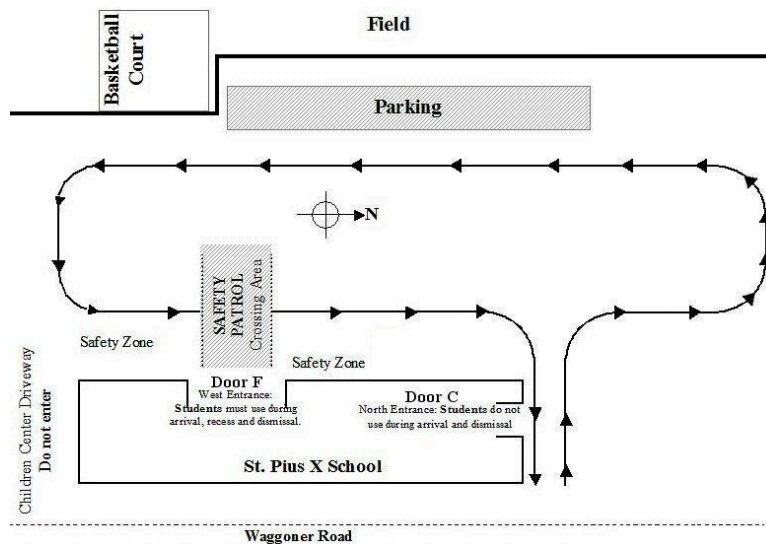 Field
Basketball
Court
Parking
N
SAFETY
PATROL
Crossing Area
Safety Zone
Safety Zone
Door F
West Entrance:
Students must use during
arrival, recess and dismissal.
Door C
North Entrance: Students do not
use during arrival and dismissal
Children Center Driveway
Do not enter
St. Pius X School
Waggoner Road